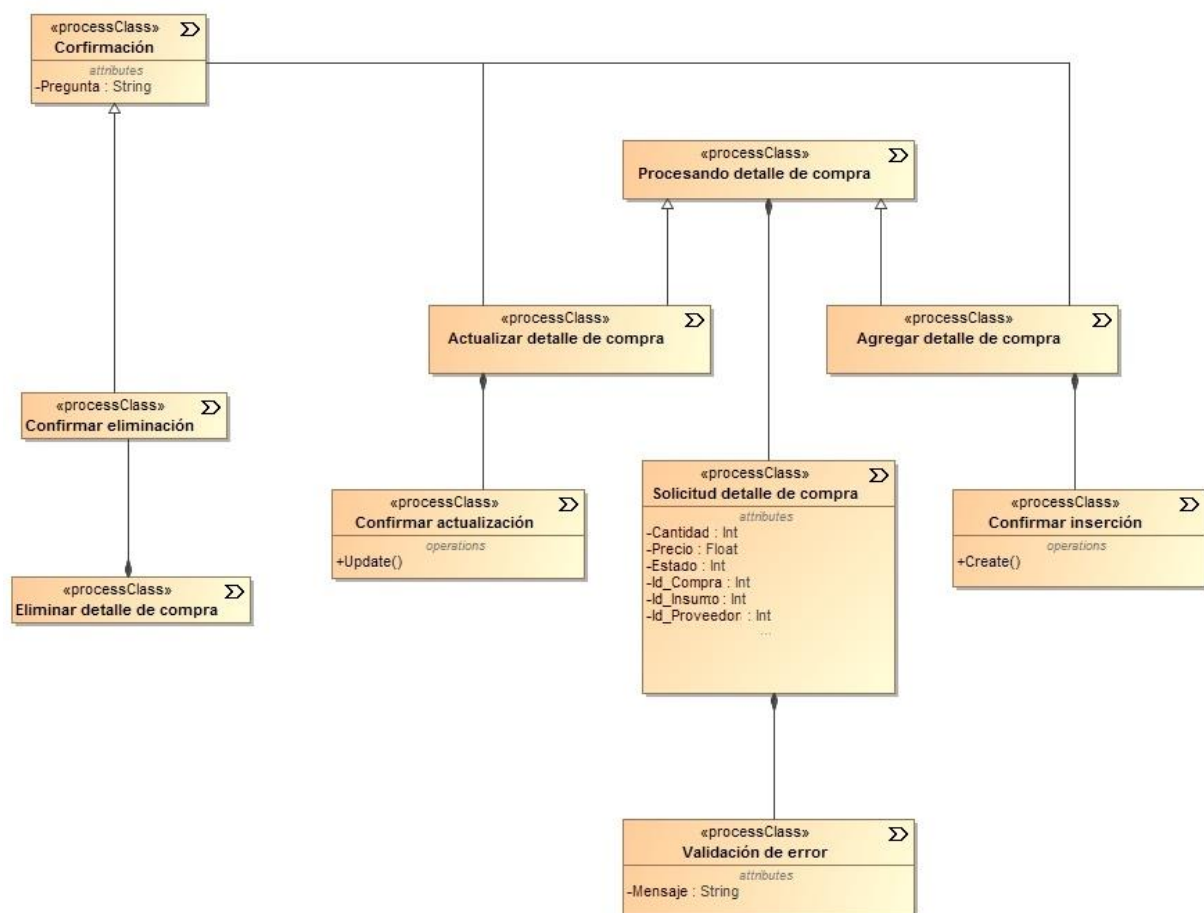 «processClass»
Corfirmación
attributes
-Pregunta : String
«processClass»
Procesando detalle de compra
«processClass»
Actualizar detalle de compra
«processClass»
Agregar detalle de compra
«processClass»
Confirmar eliminación
«processClass»
Confirmar actualización
operations
+Update()
«processClass»
Solicitud detalle de compra
attributes
-Cantidad : Int
-Precio : Float
-Estado : Int
-Id_Compra : Int
-Id_Insumo : Int
-Id_Proveedor : Int
...
«processClass»
Confirmar inserción
operations
+Create()
«processClass»
Eliminar detalle de compra
«processClass»
Validación de error
attributes
-Mensaje : String